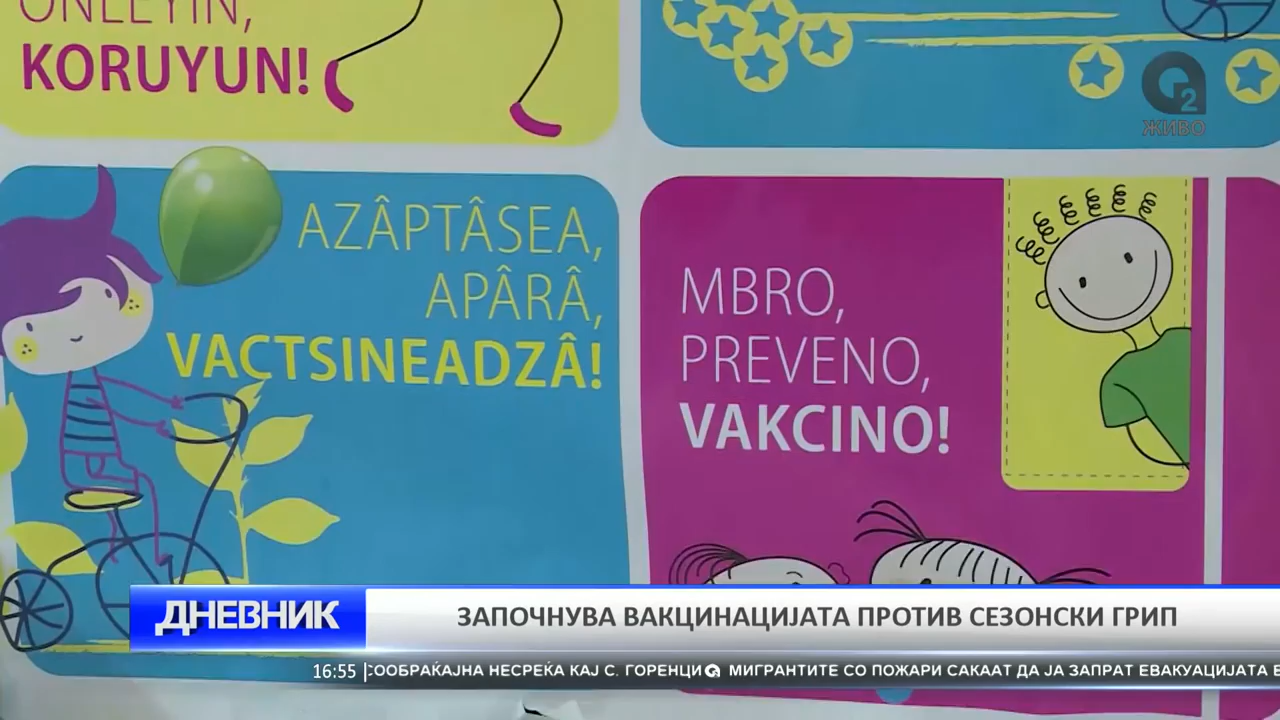 KORUYUN!
2
ЖИВО
AZÂPTÂSEA,
APÂRÂ,
VACTSINEADZÂ!
MBRO,
PREVENO,
VAKCINO!
ДНЕВНИК
ЗАПОЧНУВА ВАКЦИНАЦИЈАТА ПРОТИВ СЕЗОНСКИ ГРИП
16:55 СООБРАЌАЈНА НЕСРЕЌА КАЈ С. ГОРЕНЦИ МИГРАНТИТЕ СО ПОЖАРИ САКААТ ДА ЈА ЗАПРАТ ЕВАКУАЦИЈАТА